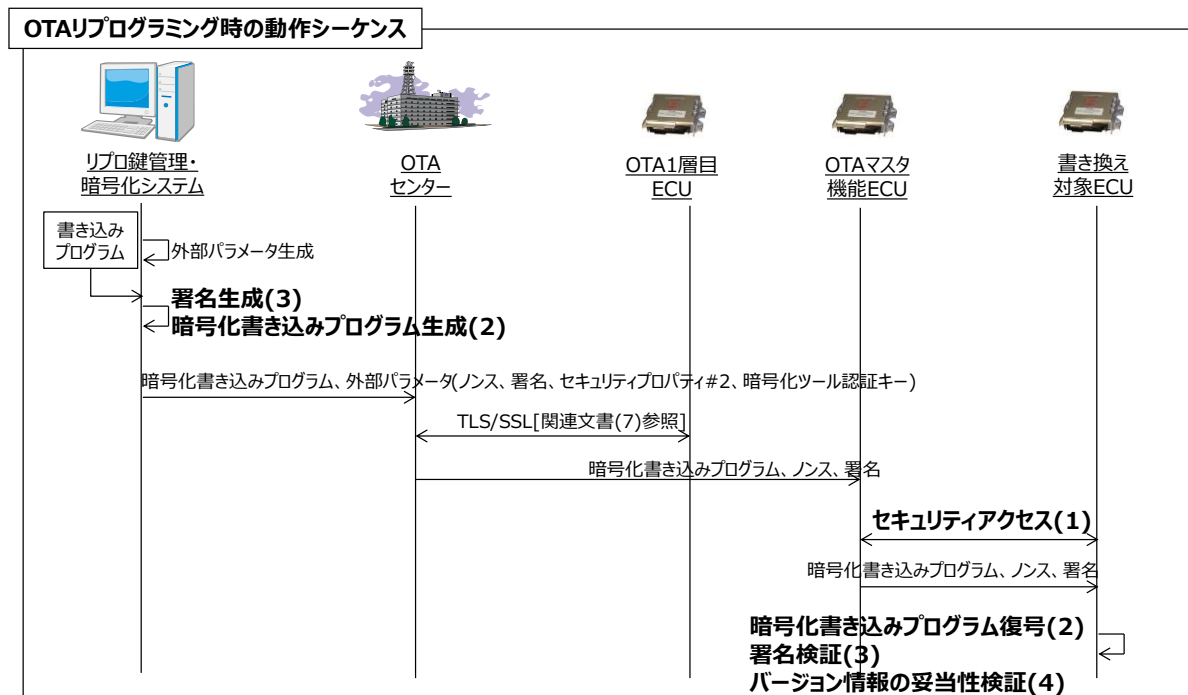 OTAリプログラミング時の動作シーケンス
リプロ鍵管理・
暗号化システム
OTA
センター
OTA1層目
ECU
OTAマスタ
機能ECU
書き換え
対象ECU
書き込み
プログラム
外部パラメータ生成
署名生成(3)
暗号化書き込みプログラム生成(2)
暗号化書き込みプログラム、外部パラメータ(ノンス、署名、セキュリティプロパティ#2、暗号化ツール認証キー)
TLS/SSL[関連文書(7)参照]
暗号化書き込みプログラム、ノンス、署名
セキュリティアクセス(1)
暗号化書き込みプログラム、ノンス、署名
暗号化書き込みプログラム復号(2)
署名検証(3)
バージョン情報の妥当性検証(4)